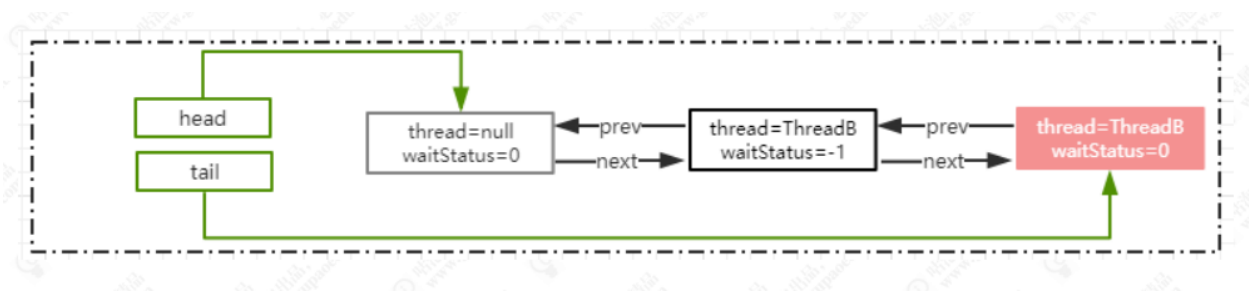 head
tail
thread=null
waitStatus=0
prev
next
thread=ThreadB
waitStatus=-1
prev
next
thread=ThreadB
waitStatus=0